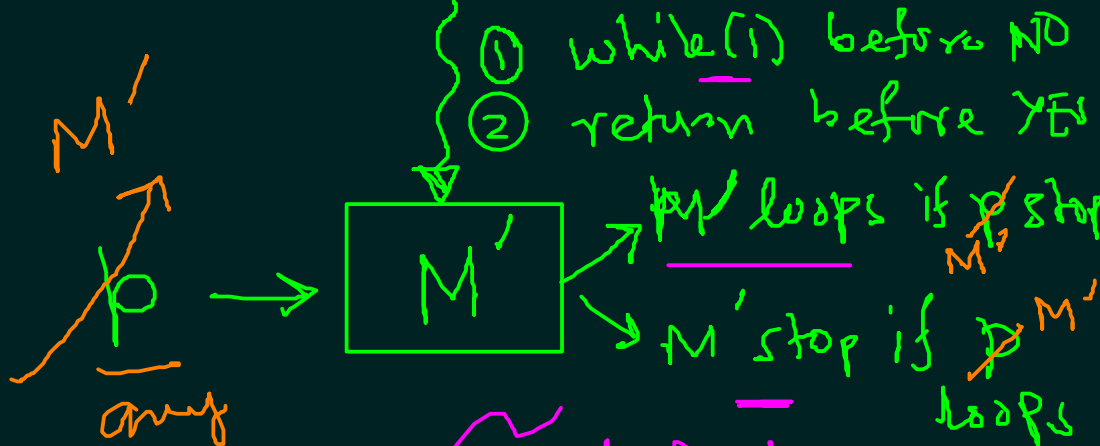 ① while(1) before NO
② return before YES
M'
p
any
M'
M' loops if p stop
M'
M' stop if p M'
loops